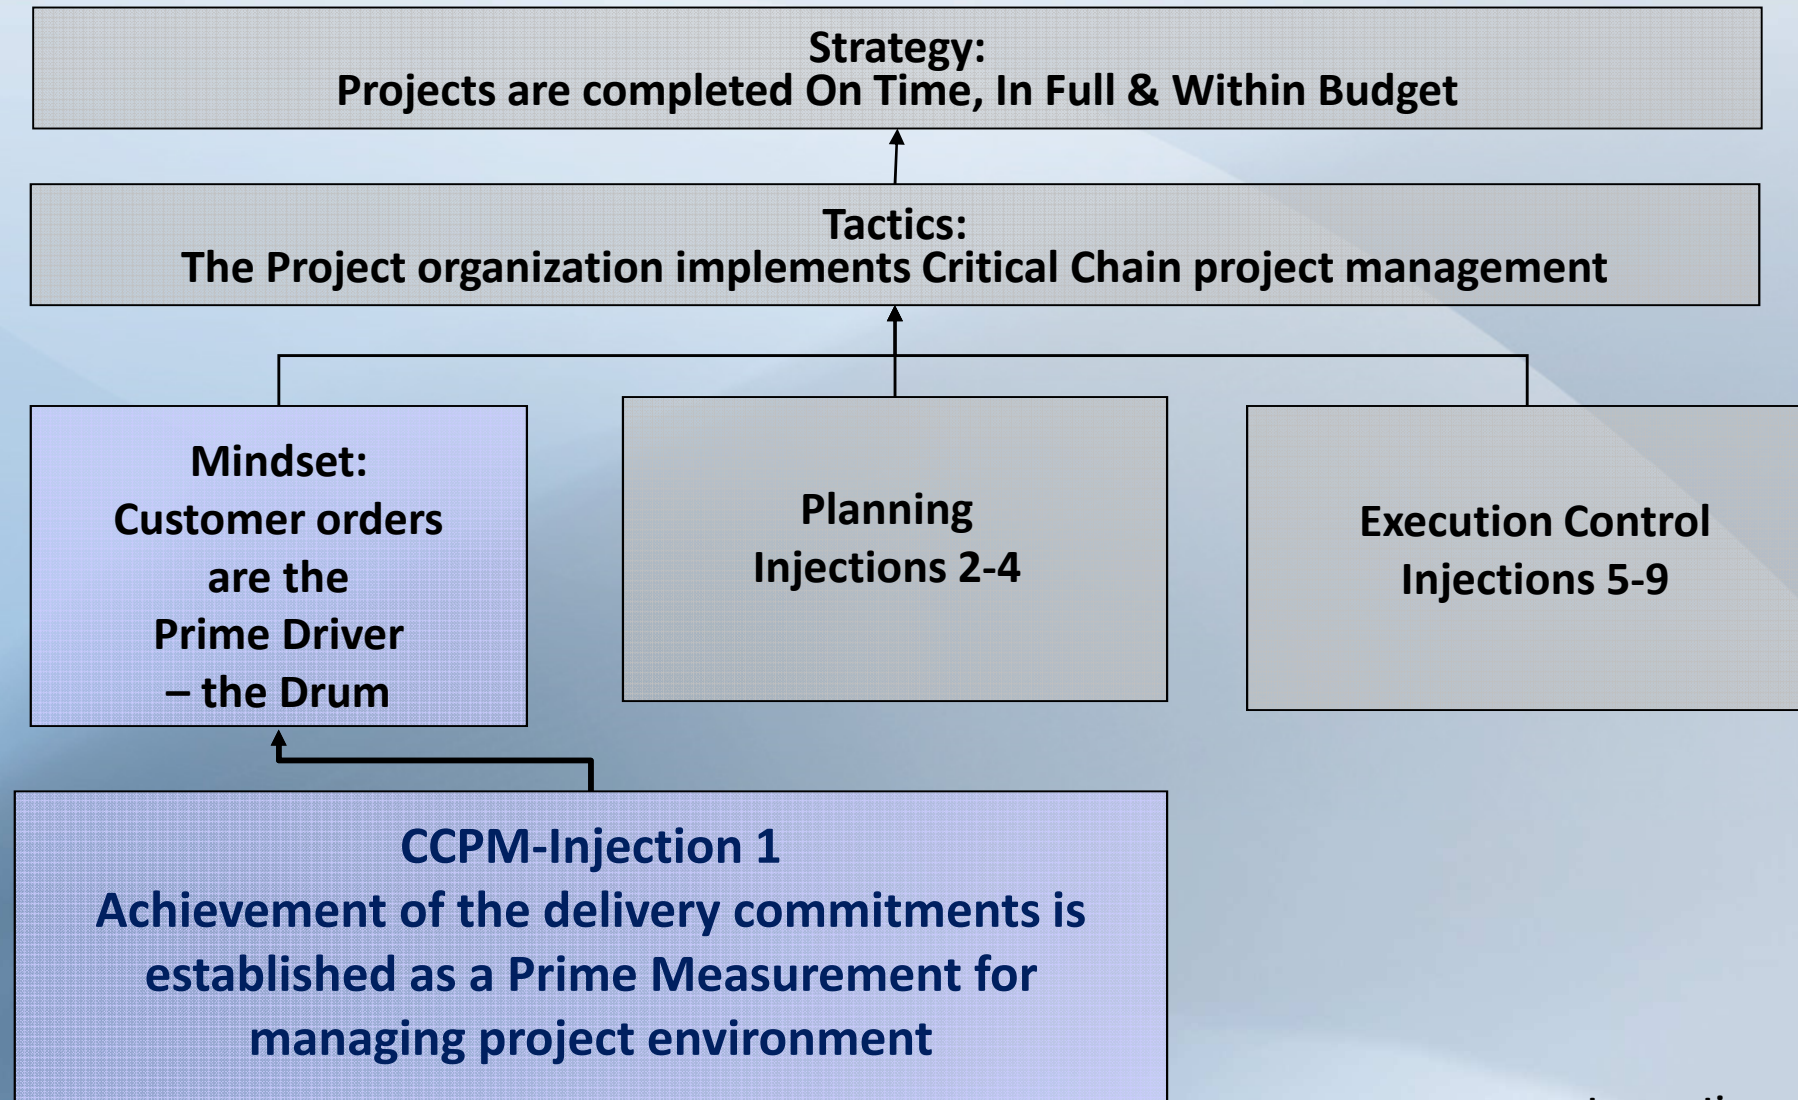 Strategy:
Projects are completed On Time, In Full & Within Budget
Tactics:
The Project organization implements Critical Chain project management
Mindset:
Customer orders
are the
Prime Driver
– the Drum
Planning
Injections 2-4
Execution Control
Injections 5-9
CCPM-Injection 1
Achievement of the delivery commitments is
established as a Prime Measurement for
managing project environment